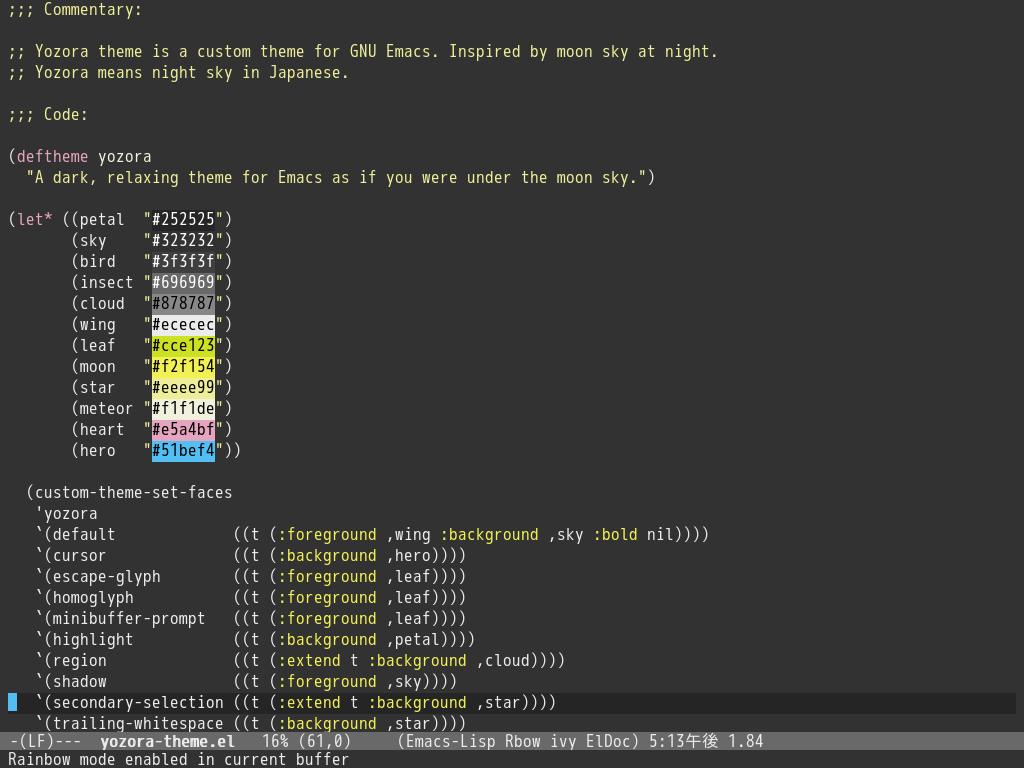 ;;; Commentary:
;; Yozora theme is a custom theme for GNU Emacs. Inspired by moon sky at night.
;; Yozora means night sky in Japanese.
;;; Code:
(deftheme yozora
  "A dark, relaxing theme for Emacs as if you were under the moon sky.")
(let* ((petal  "#252525")
       (sky    "#323232")
       (bird   "#3f3f3f")
       (insect "#696969")
       (cloud  "#878787")
       (wing   "#ececec")
       (leaf   "#cce123")
       (moon   "#f2f154")
       (star   "#eeee99")
       (meteor "#f1f1de")
       (heart  "#e5a4bf")
       (hero   "#51bef4"))
  (custom-theme-set-faces
   'yozora
   `(default             ((t (:foreground ,wing :background ,sky :bold nil))))
   `(cursor              ((t (:background ,hero))))
   `(escape-glyph        ((t (:foreground ,leaf))))
   `(homoglyph           ((t (:foreground ,leaf))))
   `(minibuffer-prompt   ((t (:foreground ,leaf))))
   `(highlight           ((t (:background ,petal))))
   `(region              ((t (:extend t :background ,cloud))))
   `(shadow              ((t (:foreground ,sky))))
   `(secondary-selection ((t (:extend t :background ,star))))
   `(trailing-whitespace ((t (:background ,star))))
-(LF)---  yozora-theme.el   16% (61,0)     (Emacs-Lisp Rbow ivy ElDoc) 5:13午後 1.84
Rainbow mode enabled in current buffer